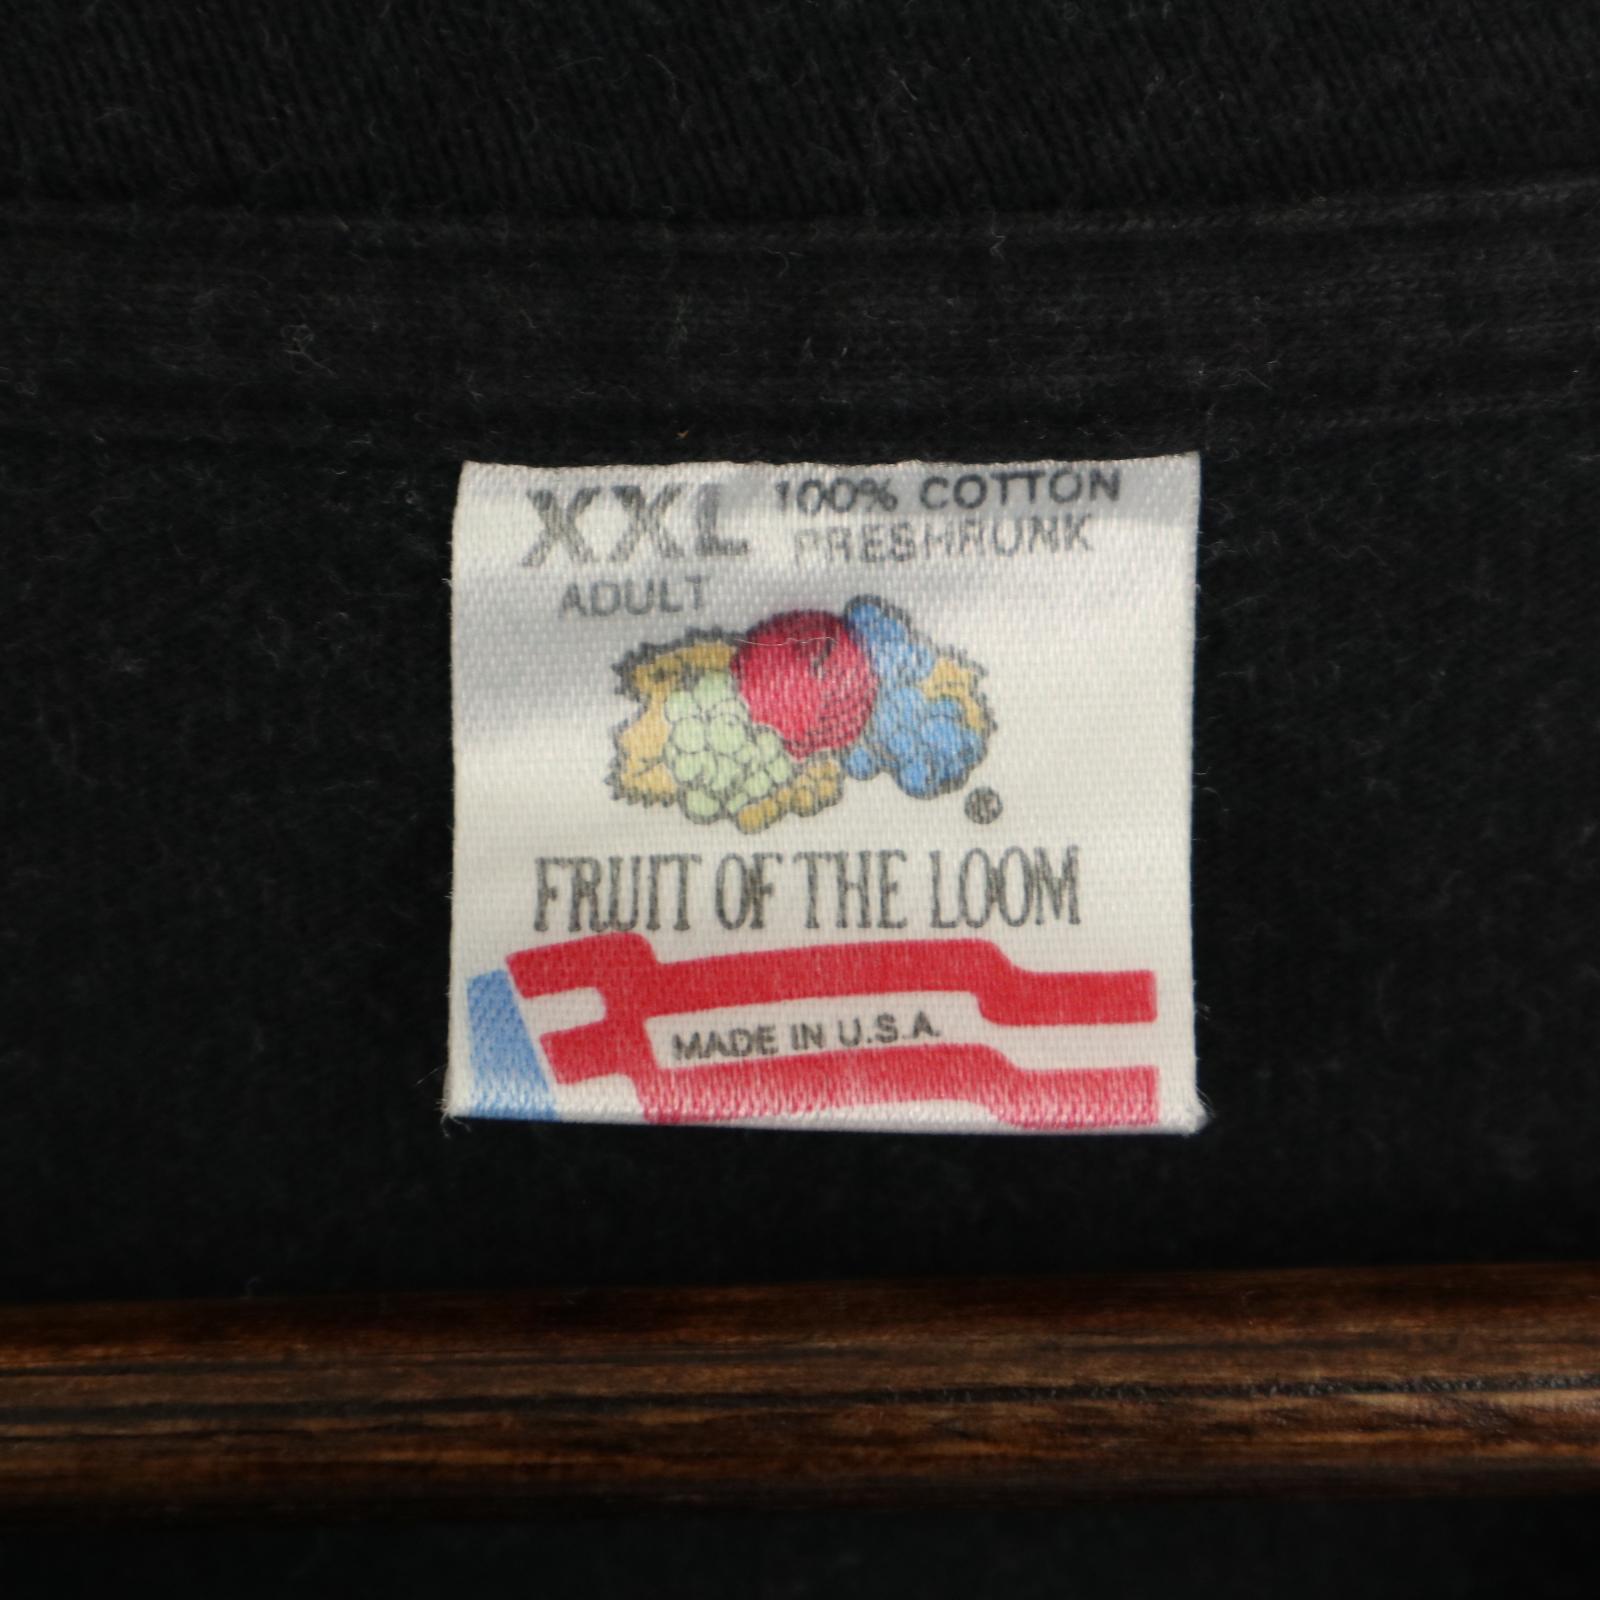 XXL 100% COTTON
PRESHRUNK
ADULT
®
FRUIT OF THE LOOM
MADE IN U.S.A.